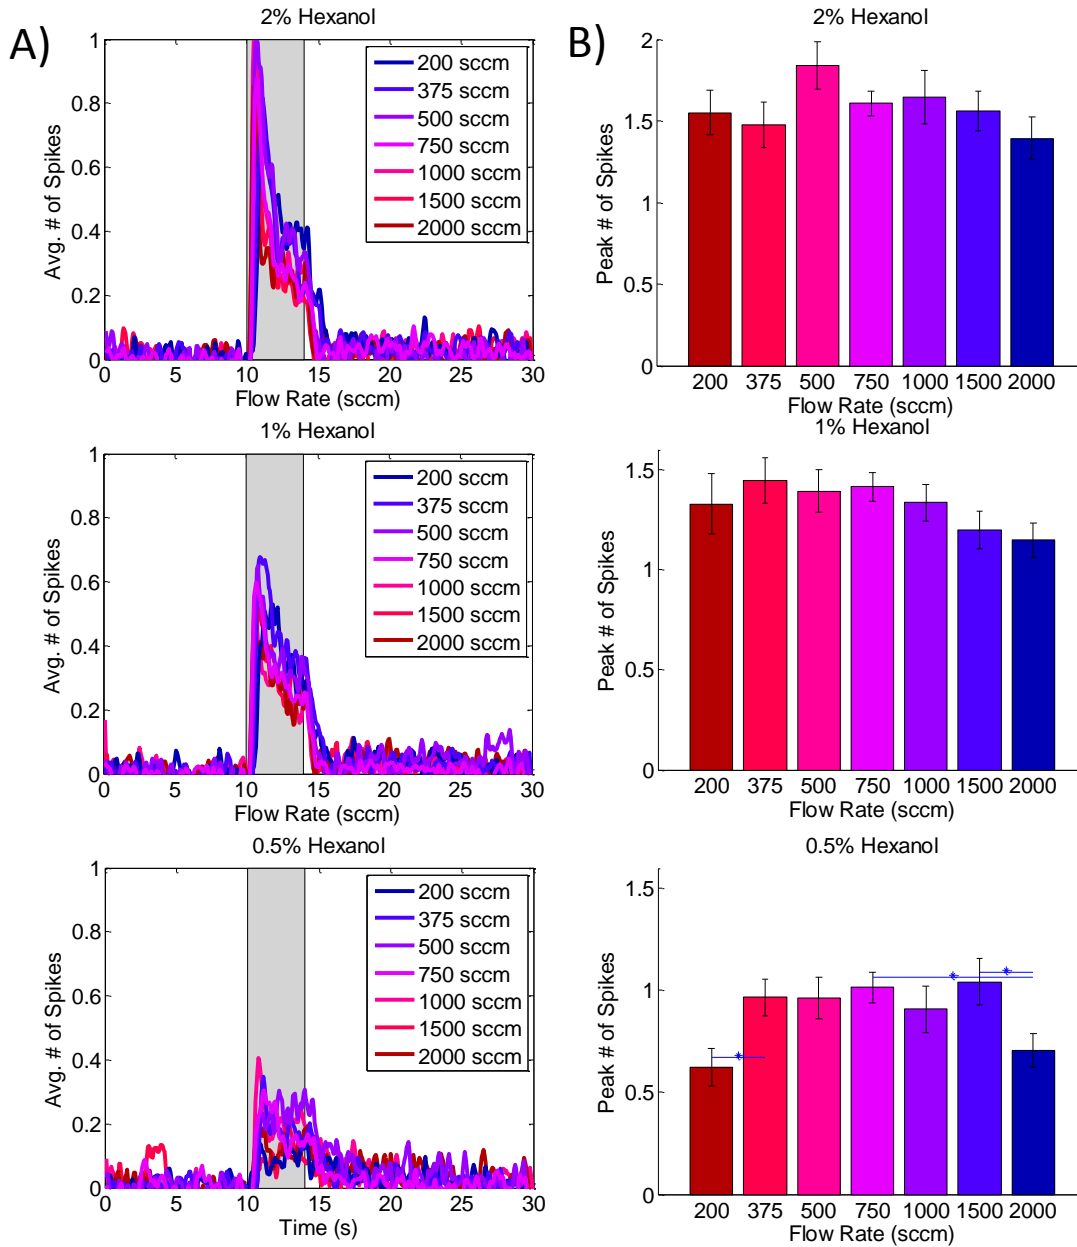 A)
2% Hexanol
Avg. # of Spikes
1
0.8
0.6
0.4
0.2
0
200 sccm
375 sccm
500 sccm
750 sccm
1000 sccm
1500 sccm
2000 sccm
0 5 10 15 20 25 30
Flow Rate (sccm)
1% Hexanol
Avg. # of Spikes
1
0.8
0.6
0.4
0.2
0
200 sccm
375 sccm
500 sccm
750 sccm
1000 sccm
1500 sccm
2000 sccm
0 5 10 15 20 25 30
Flow Rate (sccm)
0.5% Hexanol
Avg. # of Spikes
1
0.8
0.6
0.4
0.2
0
200 sccm
375 sccm
500 sccm
750 sccm
1000 sccm
1500 sccm
2000 sccm
0 5 10 15 20 25 30
Time (s)
B)
2% Hexanol
Peak # of Spikes
2
1.5
1
0.5
0
200 375 500 750 1000 1500 2000
Flow Rate (sccm)
1% Hexanol
Peak # of Spikes
1.5
1
0.5
0
200 375 500 750 1000 1500 2000
Flow Rate (sccm)
0.5% Hexanol
Peak # of Spikes
1.5
1
0.5
0
200 375 500 750 1000 1500 2000
Flow Rate (sccm)